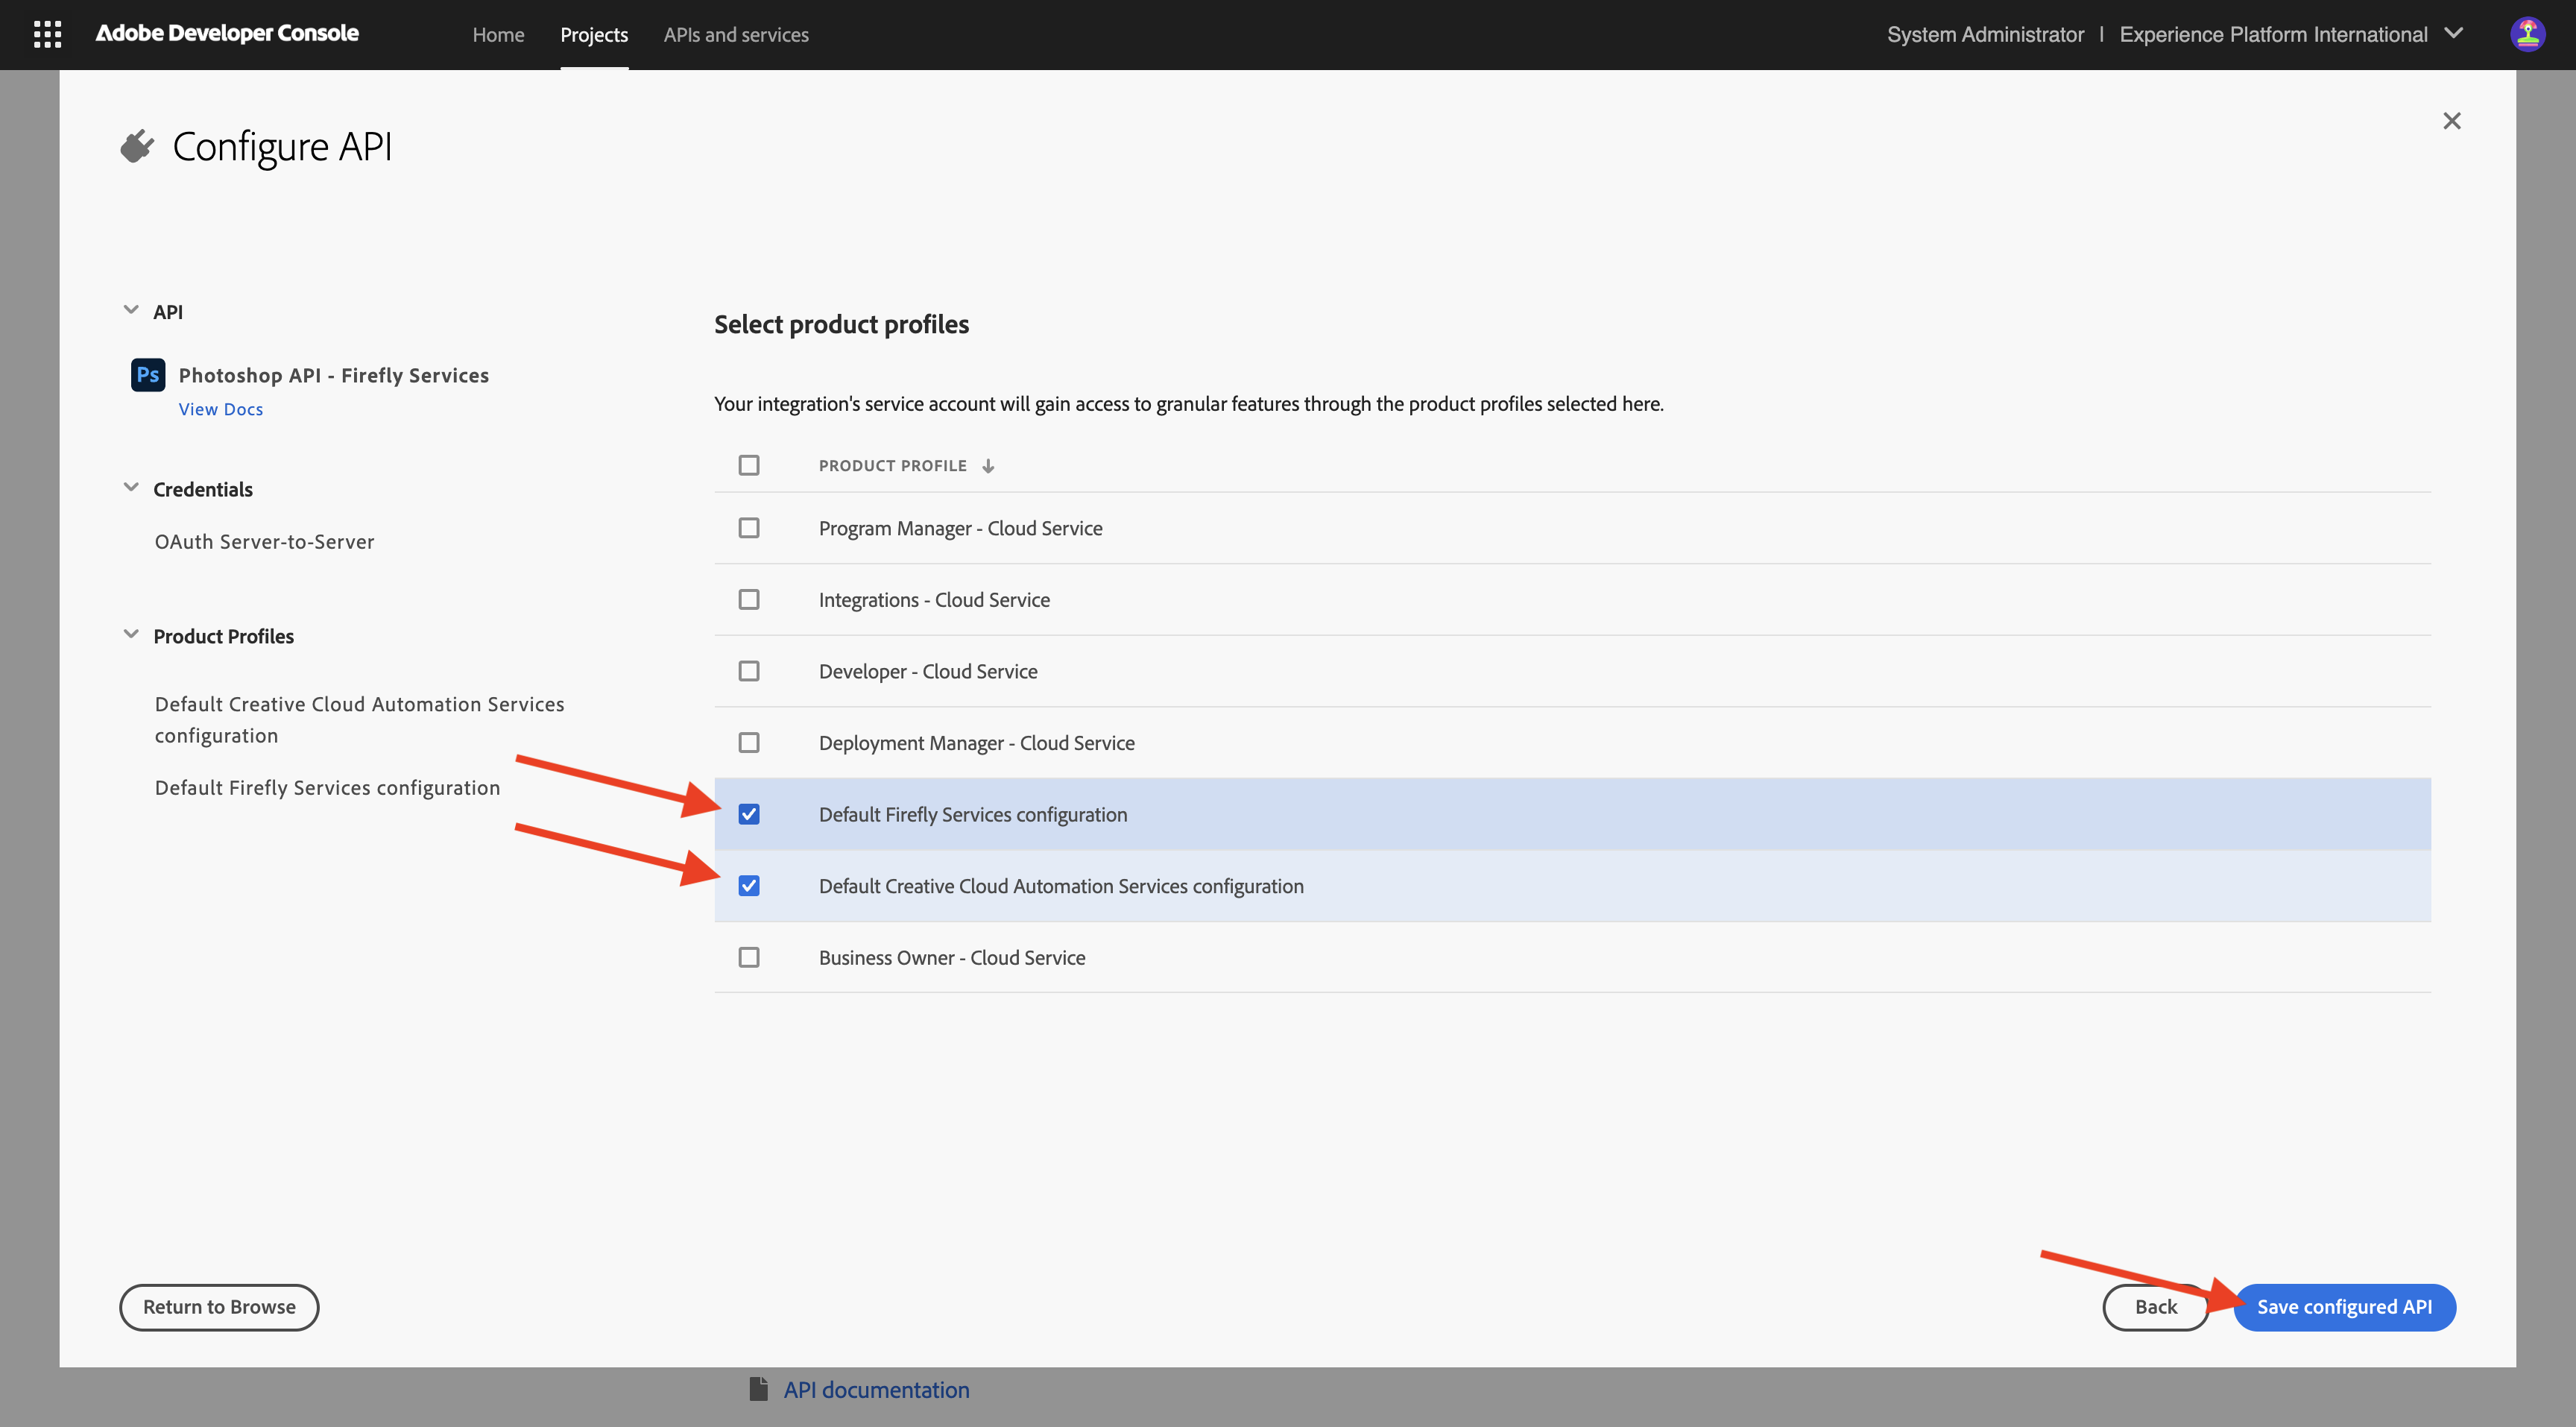 Adobe Developer Console
Home
Projects
APIs and services
System Administrator | Experience Platform International
Configure API
API
Ps
Photoshop API - Firefly Services
View Docs
Credentials
OAuth Server-to-Server
Product Profiles
Default Creative Cloud Automation Services
configuration
Default Firefly Services configuration
Select product profiles
Your integration's service account will gain access to granular features through the product profiles selected here.
PRODUCT PROFILE
Program Manager - Cloud Service
Integrations - Cloud Service
Developer - Cloud Service
Deployment Manager - Cloud Service
Default Firefly Services configuration
Default Creative Cloud Automation Services configuration
Business Owner - Cloud Service
Return to Browse
Back
Save configured API
API documentation